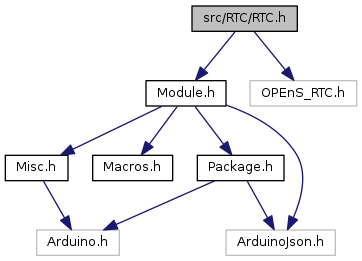 src/RTC/RTC.h
Module.h
OPEnS_RTC.h
Misc.h
Macros.h
Package.h
Arduino.h
ArduinoJson.h